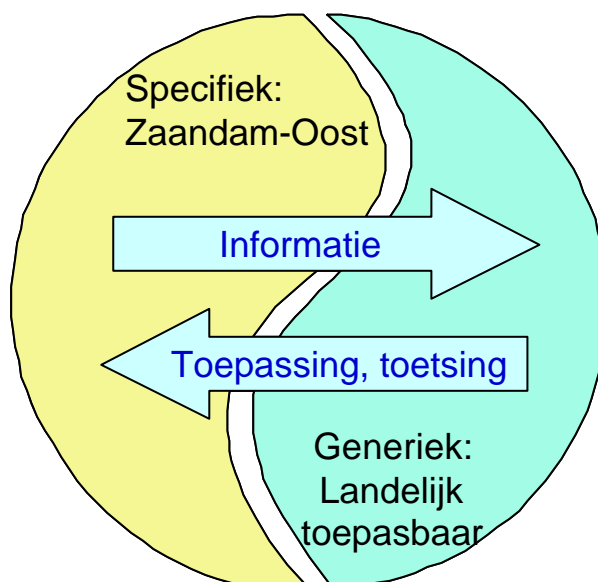 Specifiek:
Zaandam-Oost
Informatie
Toepassing, toetsing
Generiek:
Landelijk
toepasbaar